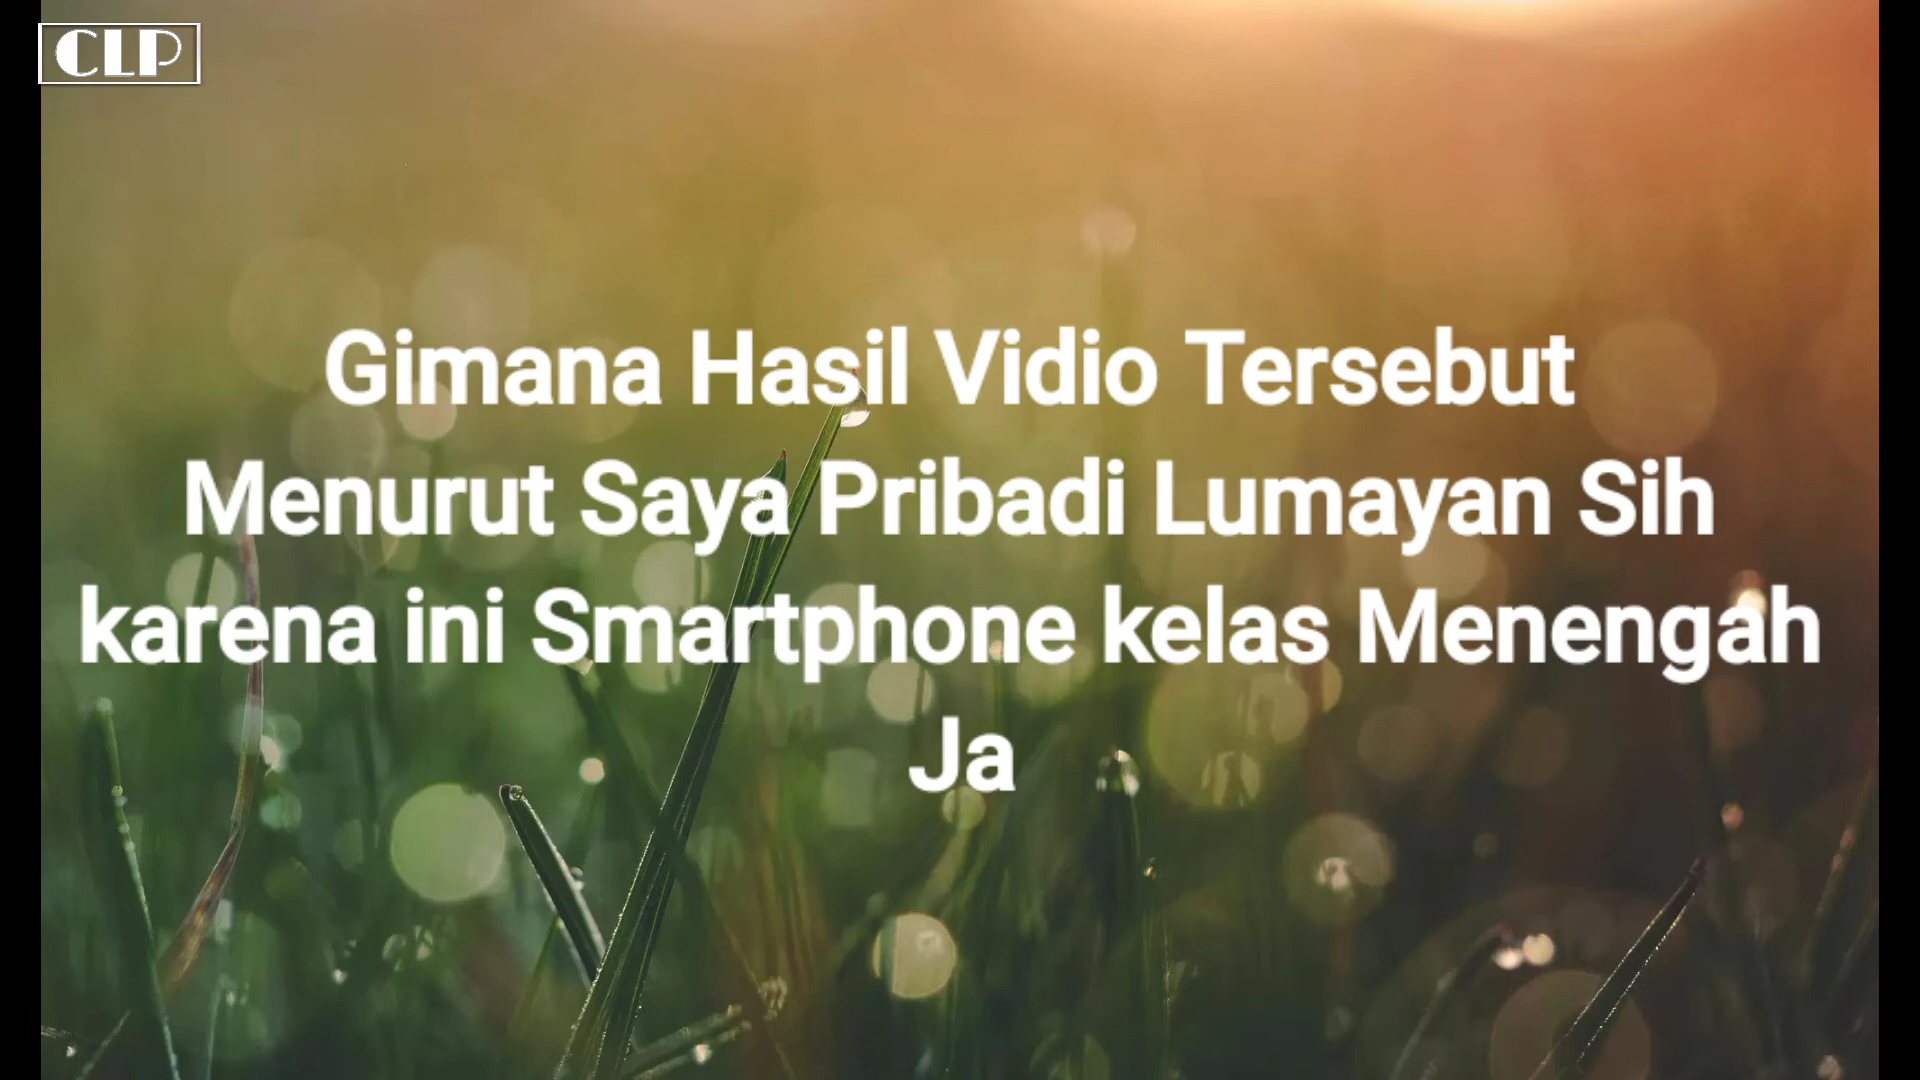 CLP
Gimana Hasil Vidio Tersebut
Menurut Saya Pribadi Lumayan Sih
karena ini Smartphone kelas Menengah
Ja